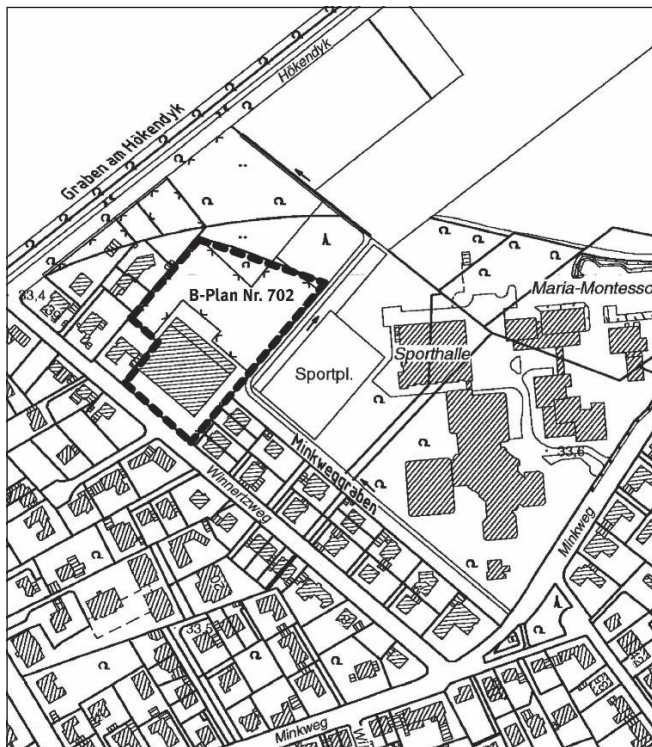 Hökendyk
Graben am Hökendyk
33,4
B-Plan Nr. 702
Maria-Montesso
Sporthalle
Sportpl.
Minkweggraben
33,6
Winnertzweg
Minkweg
Minkweg